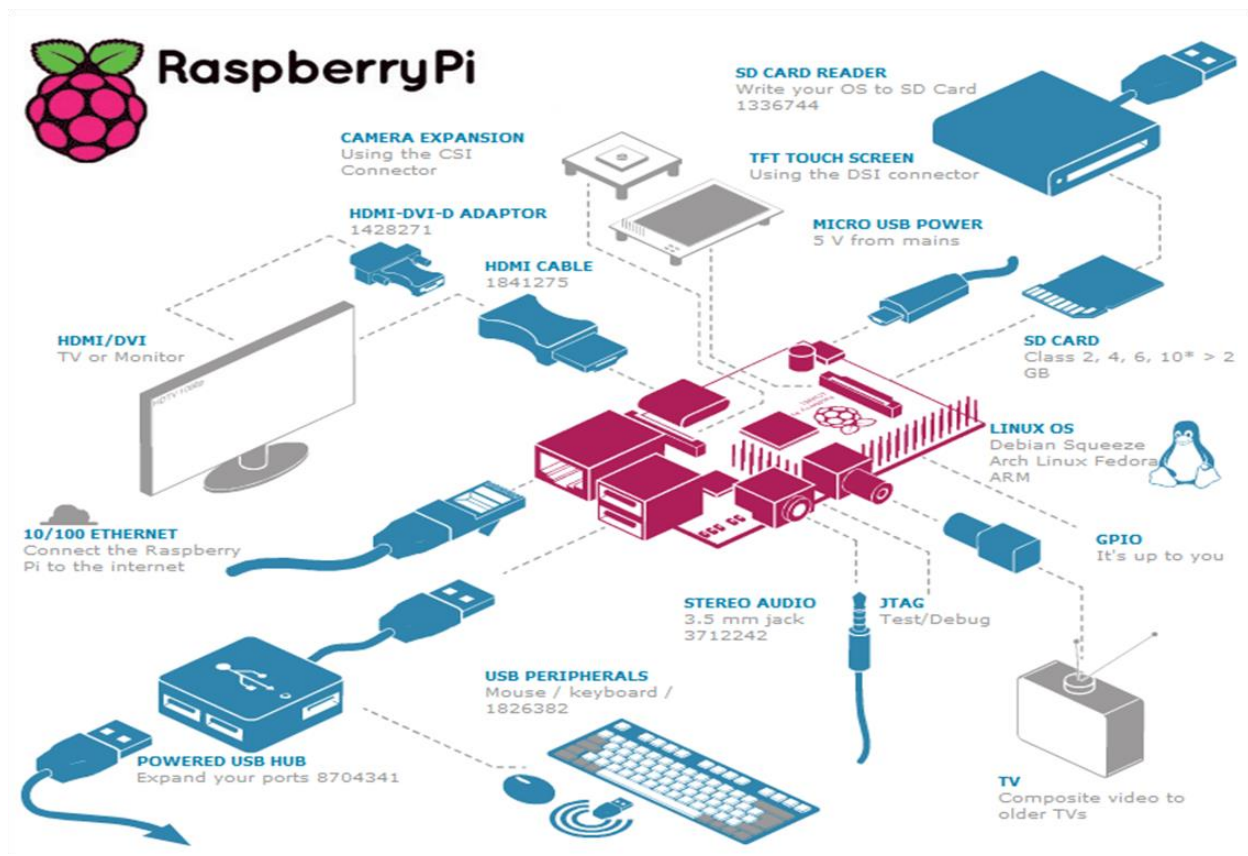 RaspberryPi
SD CARD READER
Write your OS to SD Card
1336744
CAMERA EXPANSION
Using the CSI
Connector
TFT TOUCH SCREEN
Using the DSI connector
HDMI-DVI-D ADAPTOR
1428271
MICRO USB POWER
5 V from mains
HDMI CABLE
1841275
HDMI/DVI
TV or Monitor
SD CARD
Class 2, 4, 6, 10* > 2
GB
HDTV 1080p
LINUX OS
Debian Squeeze
Arch Linux Fedora
ARM
10/100 ETHERNET
Connect the Raspberry
Pi to the internet
GPIO
It's up to you
STEREO AUDIO
3.5 mm jack
3712242
JTAG
Test/Debug
USB PERIPHERALS
Mouse / keyboard /
1826382
POWERED USB HUB
Expand your ports 8704341
TV
Composite video to
older TVs